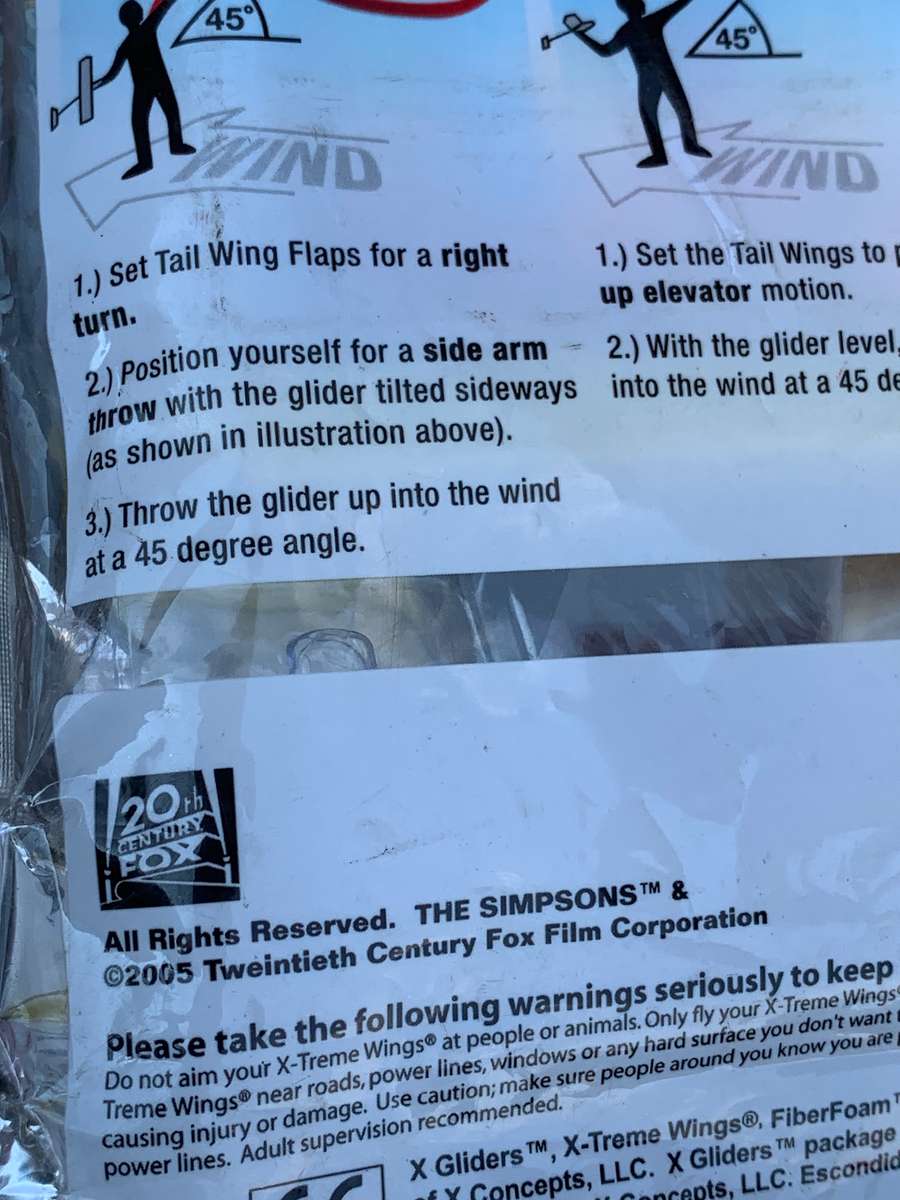 45°
45°
WIND
WIND
1.) Set Tail Wing Flaps for a right
turn.
2.) Position yourself for a side arm
throw with the glider tilted sideways
(as shown in illustration above).
3.) Throw the glider up into the wind
at a 45 degree angle.
1.) Set the Tail Wings to
up elevator motion.
2.) With the glider level,
into the wind at a 45
20th
CENTURY
FOX
All Rights Reserved. THE SIMPSONS™ &
©2005 Tweintieth Century Fox Film Corporation
Please take the following warnings seriously to keep
Do not aim your X-Treme Wings® at people or animals. Only fly your X-Treme Wings®
Treme Wings® near roads, power lines, windows or any hard surface you don't want
causing injury or damage. Use caution; make sure people around you know you are
power lines. Adult supervision recommended.
X Gliders™, X-Treme Wings®, FiberFoam™
of X Concepts, LLC. X Gliders™ package
Concepts, LLC. Escondid